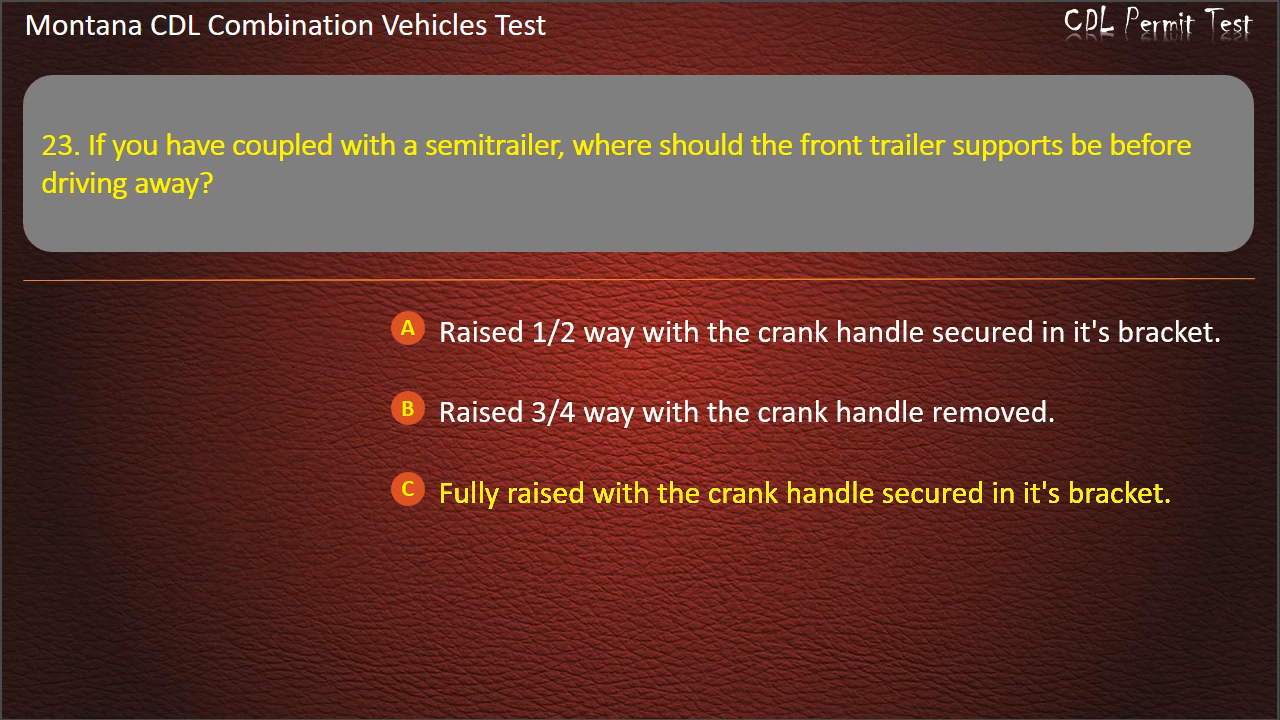 Montana CDL Combination Vehicles Test
CDL Permit Test
23. If you have coupled with a semitrailer, where should the front trailer supports be before
driving away?
A Raised 1/2 way with the crank handle secured in it's bracket.
B Raised 3/4 way with the crank handle removed.
C Fully raised with the crank handle secured in it's bracket.